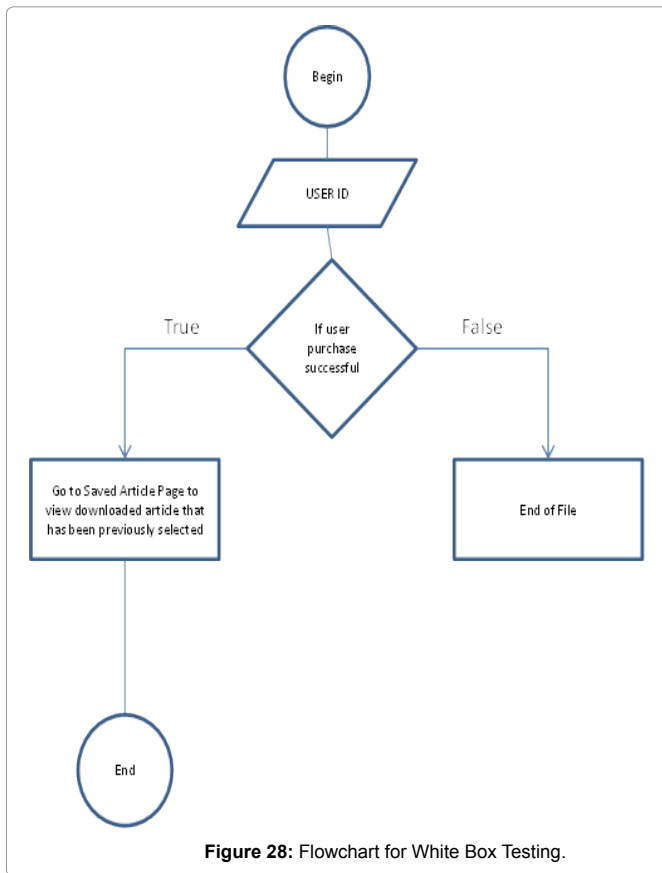 Begin
USER ID
If user
purchase
successful
True
False
Go to Saved Article Page to
view downloaded article that
has been previously selected
End of File
End
Figure 28: Flowchart for White Box Testing.